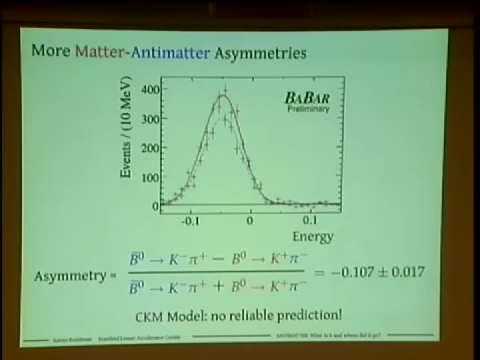 More Matter-Antimatter Asymmetries
Events / (10 MeV)
400
300
200
100
0
BABAR
Preliminary
-0.1 0 0.1
Energy
Asymmetry = (B̄⁰ → K⁻π⁺ − B⁰ → K⁺π⁻) / (B̄⁰ → K⁻π⁺ + B⁰ → K⁺π⁻) = −0.107 ± 0.017
CKM Model: no reliable prediction!
Stanford Linear Accelerator Center
ANTIMATTER: What is it and where did it go?